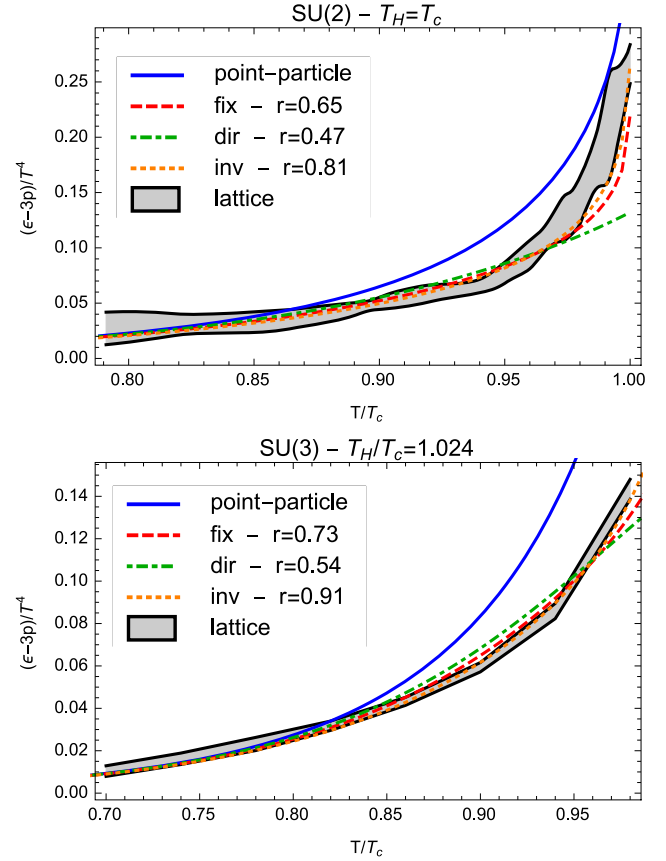 SU(2) – T_H=T_c
point–particle
fix – r=0.65
dir – r=0.47
inv – r=0.81
lattice
(ϵ−3p)/T^4
0.25
0.20
0.15
0.10
0.05
0.00
0.80 0.85 0.90 0.95 1.00
T/T_c
SU(3) – T_H/T_c=1.024
point–particle
fix – r=0.73
dir – r=0.54
inv – r=0.91
lattice
(ϵ−3p)/T^4
0.14
0.12
0.10
0.08
0.06
0.04
0.02
0.00
0.70 0.75 0.80 0.85 0.90 0.95
T/T_c